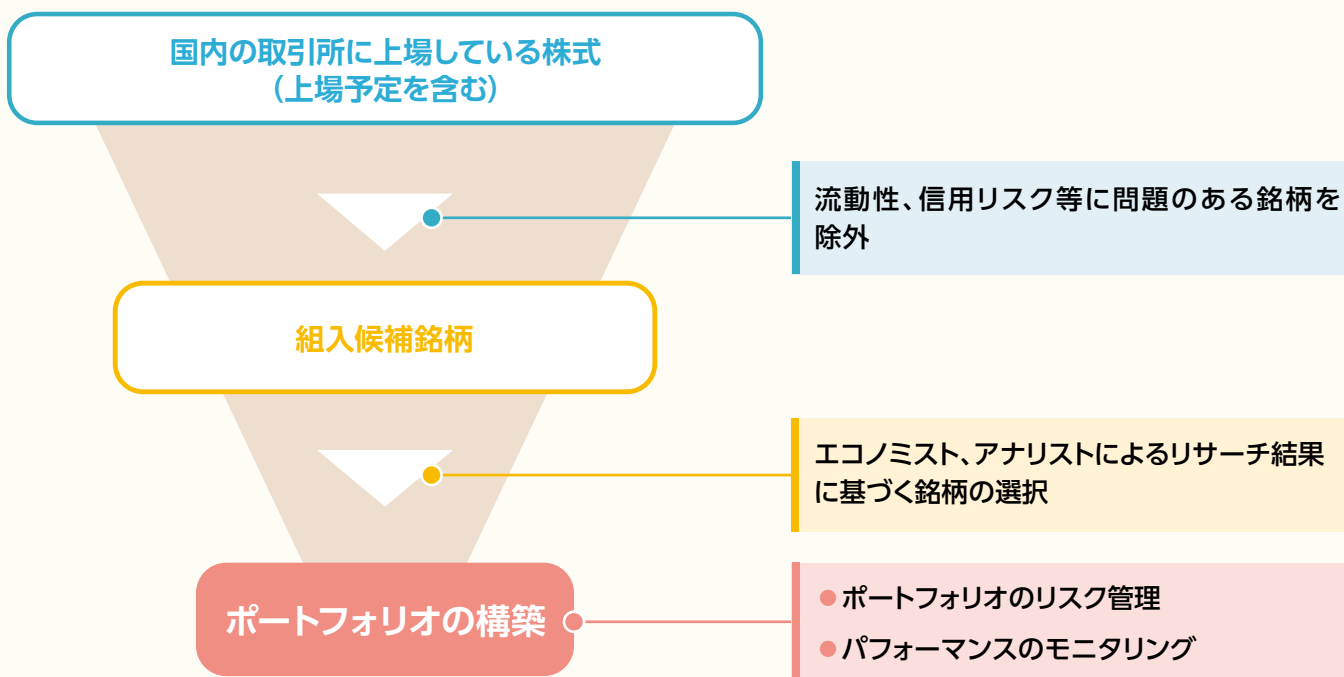 国内の取引所に上場している株式
（上場予定を含む）
流動性、信用リスク等に問題のある銘柄を
除外
組入候補銘柄
エコノミスト、アナリストによるリサーチ結果
に基づく銘柄の選択
ポートフォリオの構築
●ポートフォリオのリスク管理
●パフォーマンスのモニタリング